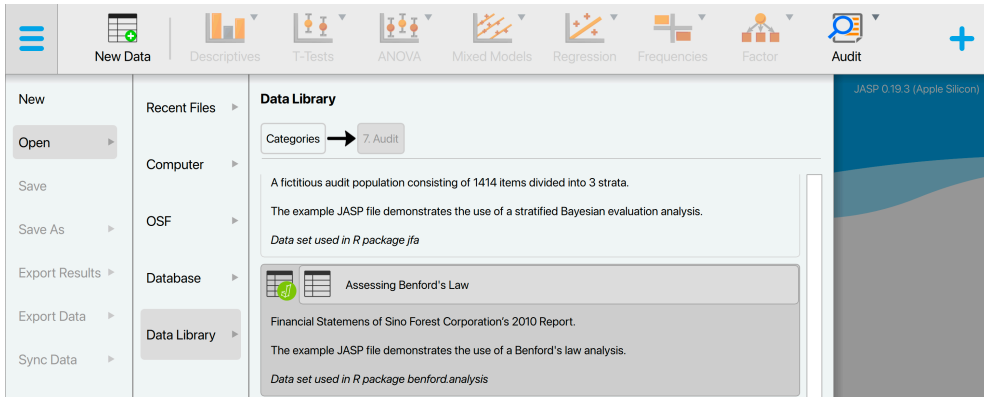 New Data
Descriptives
T-Tests
ANOVA
Mixed Models
Regression
Frequencies
Factor
Audit
New
Open
Save
Save As
Export Results
Export Data
Sync Data
Recent Files
Computer
OSF
Database
Data Library
Data Library
Categories
7. Audit
A fictitious audit population consisting of 1414 items divided into 3 strata.
The example JASP file demonstrates the use of a stratified Bayesian evaluation analysis.
Data set used in R package jfa
Assessing Benford's Law
Financial Statemens of Sino Forest Corporation's 2010 Report.
The example JASP file demonstrates the use of a Benford's law analysis.
Data set used in R package benford.analysis
JASP 0.19.3 (Apple Silicon)